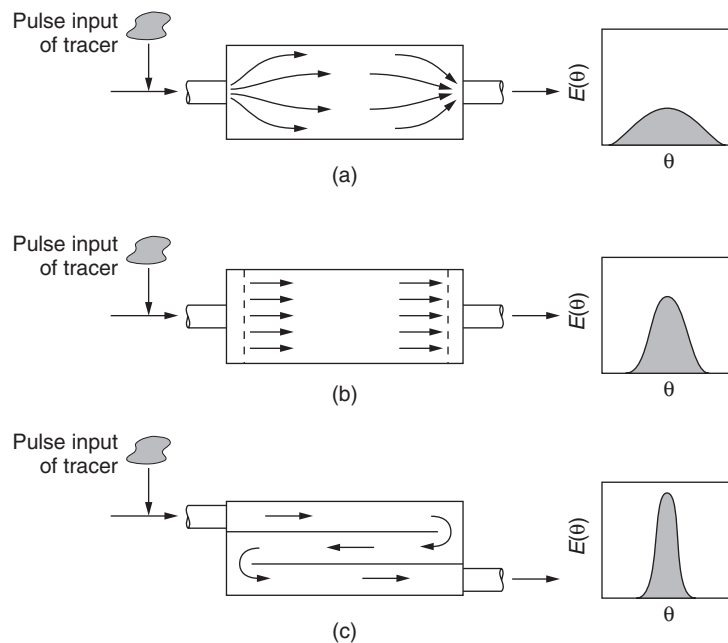 Pulse input
of tracer
E(θ)
θ
(a)
Pulse input
of tracer
E(θ)
θ
(b)
Pulse input
of tracer
E(θ)
θ
(c)